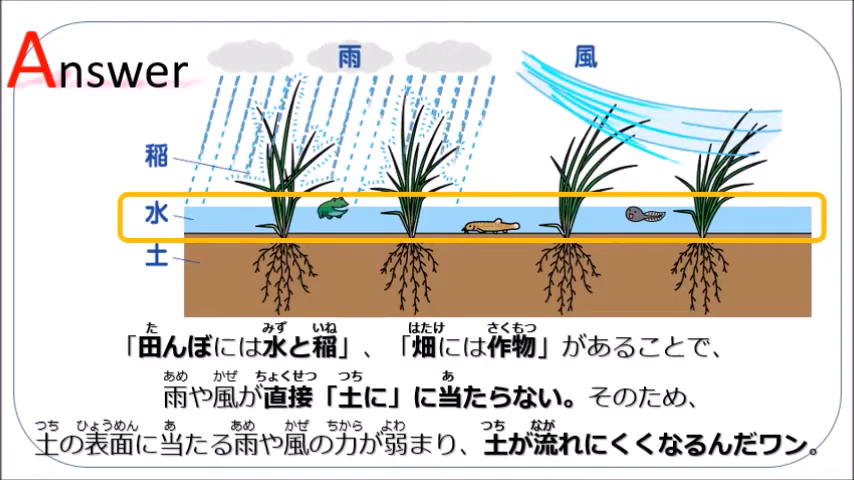 Answer
雨
風
稲
水
土
「田んぼには水と稲」、「畑には作物」があることで、
雨や風が直接「土に」に当たらない。そのため、
土の表面に当たる雨や風の力が弱まり、土が流れにくくなるんだワン。